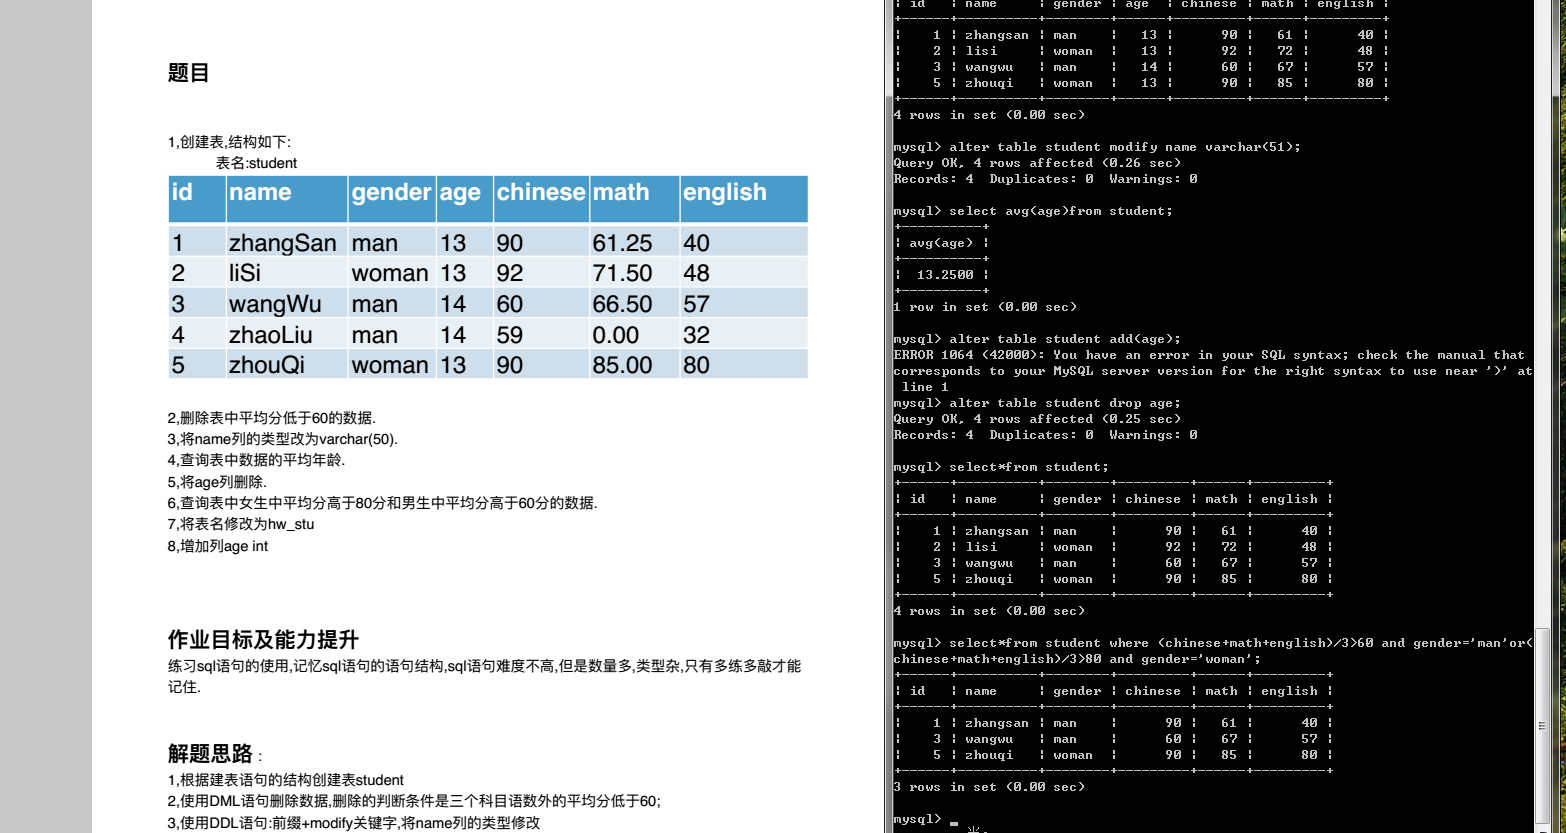 题目
1,创建表,结构如下:
表名:student
id name gender age chinese math english
1 zhangSan man 13 90 61.25 40
2 liSi woman 13 92 71.50 48
3 wangWu man 14 60 66.50 57
4 zhaoLiu man 14 59 0.00 32
5 zhouQi woman 13 90 85.00 80
2,删除表中平均分低于60的数据.
3,将name列的类型改为varchar(50).
4,查询表中数据的平均年龄.
5,将age列删除.
6,查询表中女生中平均分高于80分和男生中平均分高于60分的数据.
7,将表名修改为hw_stu
8,增加列age int
作业目标及能力提升
练习sql语句的使用,记忆sql语句的语句结构,sql语句难度不高,但是数量多,类型杂,只有多练多敲才能
记住.
解题思路 :
1,根据建表语句的结构创建表student
2,使用DML语句删除数据,删除的判断条件是三个科目语数外的平均分低于60;
3,使用DDL语句:前缀+modify关键字,将name列的类型修改
| id | name | gender | age | chinese | math | english |
+------+----------+--------+------+---------+------+---------+
| 1 | zhangsan | man | 13 | 90 | 61 | 40 |
| 2 | lisi | woman | 13 | 92 | 72 | 48 |
| 3 | wangwu | man | 14 | 60 | 67 | 57 |
| 5 | zhouqi | woman | 13 | 90 | 85 | 80 |
+------+----------+--------+------+---------+------+---------+
4 rows in set (0.00 sec)
mysql> alter table student modify name varchar(51);
Query OK, 4 rows affected (0.26 sec)
Records: 4  Duplicates: 0  Warnings: 0
mysql> select avg(age)from student;
+----------+
| avg(age) |
+----------+
| 13.2500 |
+----------+
1 row in set (0.00 sec)
mysql> alter table student add(age);
ERROR 1064 (42000): You have an error in your SQL syntax; check the manual that
corresponds to your MySQL server version for the right syntax to use near ')' at
line 1
mysql> alter table student drop age;
Query OK, 4 rows affected (0.25 sec)
Records: 4  Duplicates: 0  Warnings: 0
mysql> select*from student;
+------+----------+--------+---------+------+---------+
| id | name | gender | chinese | math | english |
+------+----------+--------+---------+------+---------+
| 1 | zhangsan | man | 90 | 61 | 40 |
| 2 | lisi | woman | 92 | 72 | 48 |
| 3 | wangwu | man | 60 | 67 | 57 |
| 5 | zhouqi | woman | 90 | 85 | 80 |
+------+----------+--------+---------+------+---------+
4 rows in set (0.00 sec)
mysql> select*from student where (chinese+math+english)/3>60 and gender='man'or(
chinese+math+english)/3>80 and gender='woman';
+------+----------+--------+---------+------+---------+
| id | name | gender | chinese | math | english |
+------+----------+--------+---------+------+---------+
| 1 | zhangsan | man | 90 | 61 | 40 |
| 3 | wangwu | man | 60 | 67 | 57 |
| 5 | zhouqi | woman | 90 | 85 | 80 |
+------+----------+--------+---------+------+---------+
3 rows in set (0.00 sec)
mysql> _